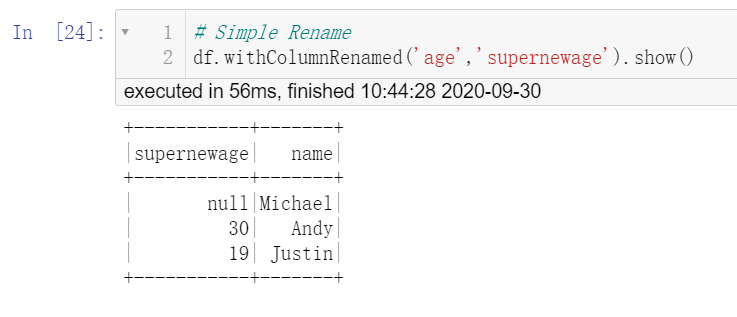 In [24]: ▾ 1 # Simple Rename
2 df.withColumnRenamed('age','supernewage').show()
executed in 56ms, finished 10:44:28 2020-09-30
+-----------+-------+
|supernewage|   name|
+-----------+-------+
|       null|Michael|
|         30|   Andy|
|         19| Justin|
+-----------+-------+